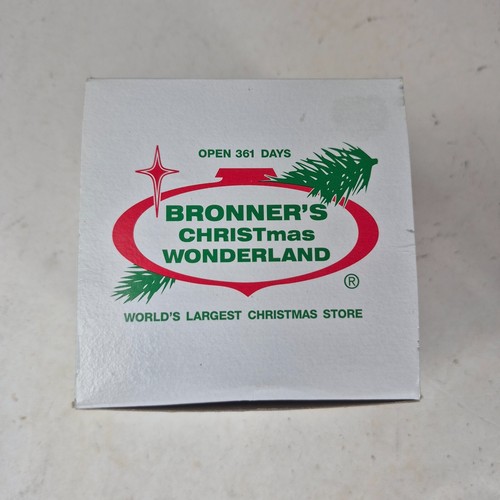 OPEN 361 DAYS
BRONNER'S
CHRISTmas
WONDERLAND
®
WORLD'S LARGEST CHRISTMAS STORE